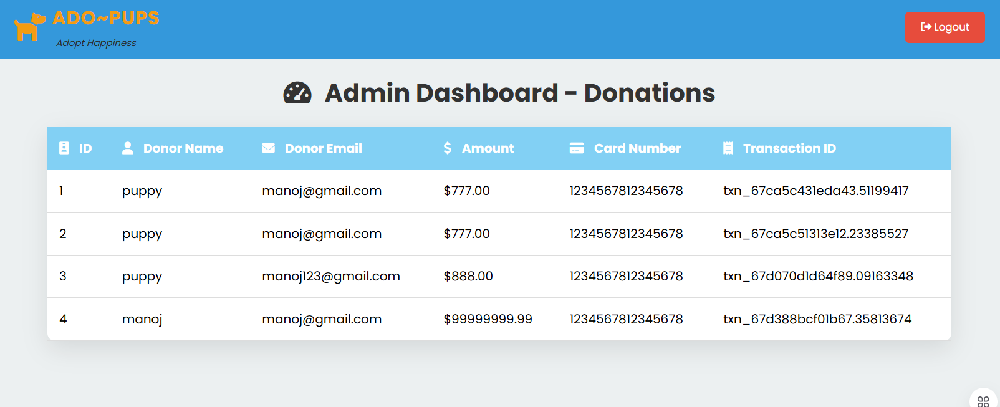 ADO~PUPS
Adopt Happiness
Logout
Admin Dashboard - Donations
ID Donor Name Donor Email Amount Card Number Transaction ID
1 puppy manoj@gmail.com $777.00 1234567812345678 txn_67ca5c431eda43.51199417
2 puppy manoj@gmail.com $777.00 1234567812345678 txn_67ca5c51313e12.23385527
3 puppy manoj123@gmail.com $888.00 1234567812345678 txn_67d070d1d64f89.09163348
4 manoj manoj@gmail.com $99999999.99 1234567812345678 txn_67d388bcf01b67.35813674